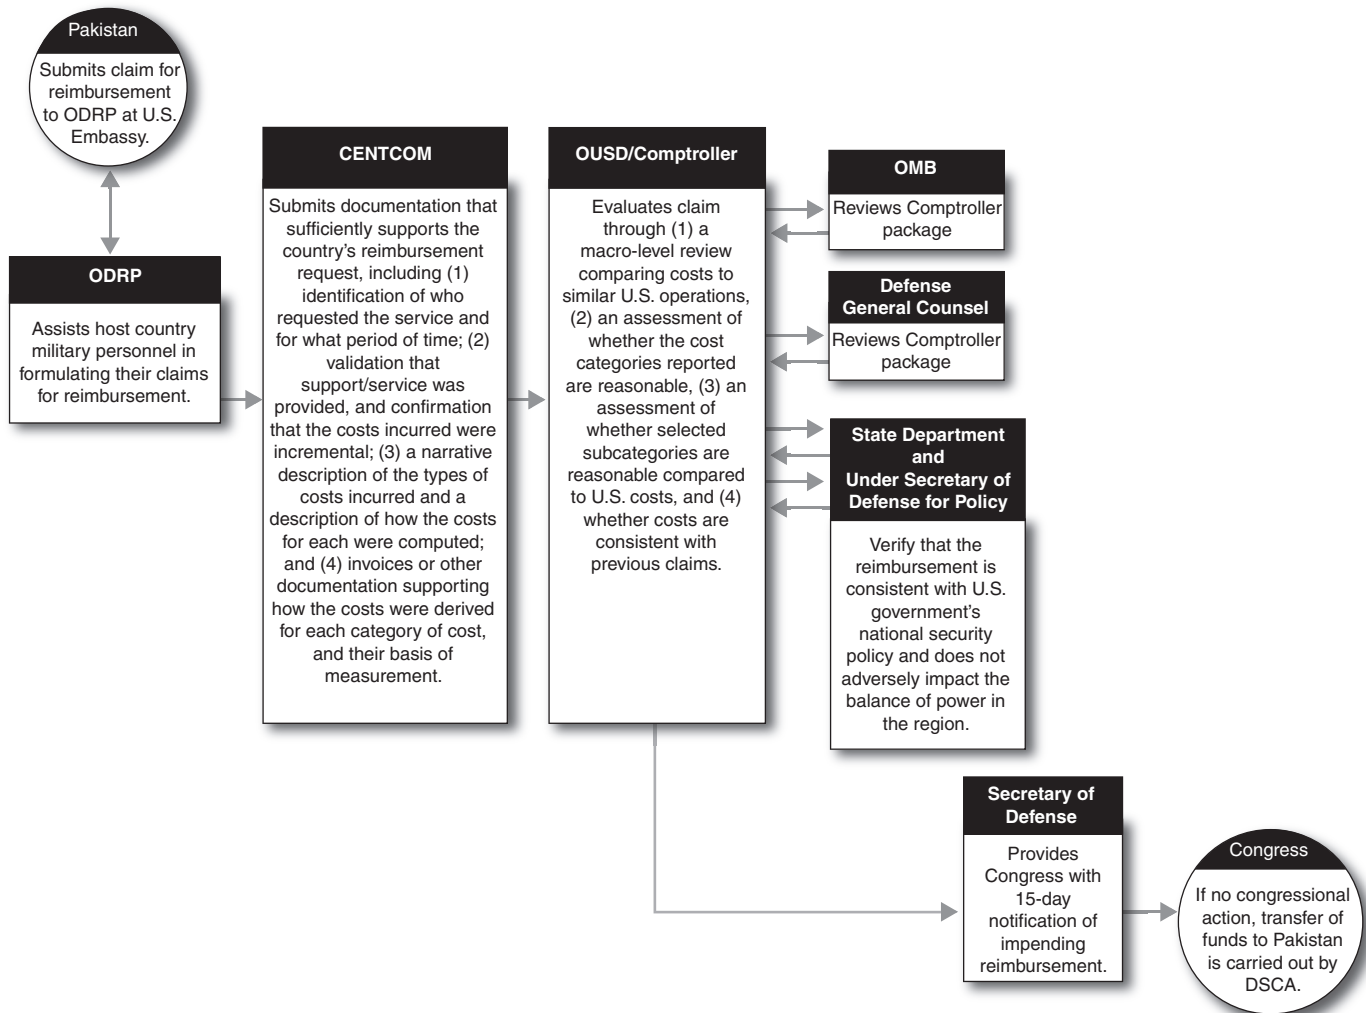 Pakistan
Submits claim for
reimbursement
to ODRP at U.S.
Embassy.
ODRP
Assists host country
military personnel in
formulating their claims
for reimbursement.
CENTCOM
Submits documentation that
sufficiently supports the
country’s reimbursement
request, including (1)
identification of who
requested the service and
for what period of time; (2)
validation that
support/service was
provided, and confirmation
that the costs incurred were
incremental; (3) a narrative
description of the types of
costs incurred and a
description of how the costs
for each were computed;
and (4) invoices or other
documentation supporting
how the costs were derived
for each category of cost,
and their basis of
measurement.
OUSD/Comptroller
Evaluates claim
through (1) a
macro-level review
comparing costs to
similar U.S. operations,
(2) an assessment of
whether the cost
categories reported
are reasonable, (3) an
assessment of
whether selected
subcategories are
reasonable compared
to U.S. costs, and (4)
whether costs are
consistent with
previous claims.
OMB
Reviews Comptroller
package
Defense
General Counsel
Reviews Comptroller
package
State Department
and
Under Secretary of
Defense for Policy
Verify that the
reimbursement is
consistent with U.S.
government’s
national security
policy and does not
adversely impact the
balance of power in
the region.
Secretary of
Defense
Provides
Congress with
15-day
notification of
impending
reimbursement.
Congress
If no congressional
action, transfer of
funds to Pakistan
is carried out by
DSCA.